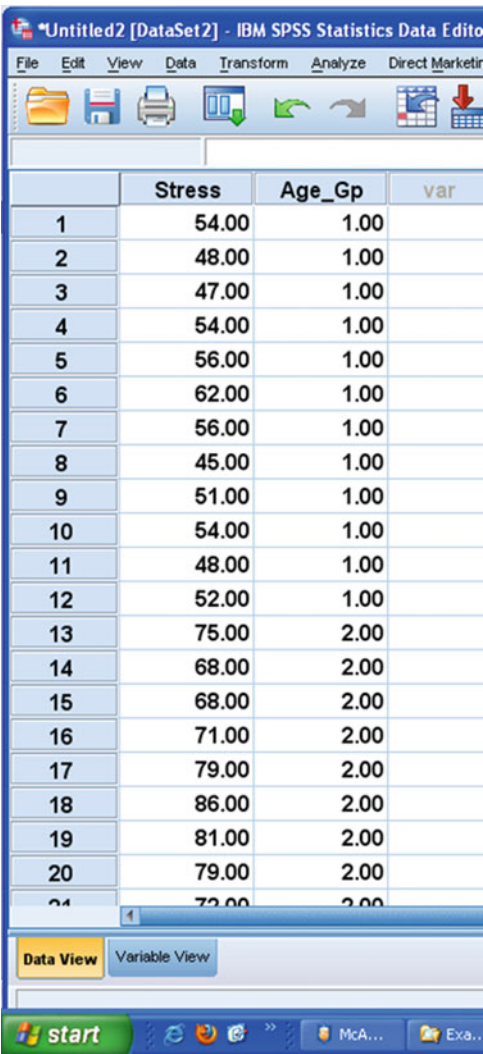 *Untitled2 [DataSet2] - IBM SPSS Statistics Data Edito
File Edit View Data Transform Analyze Direct Marketin
Stress Age_Gp var
1 54.00 1.00
2 48.00 1.00
3 47.00 1.00
4 54.00 1.00
5 56.00 1.00
6 62.00 1.00
7 56.00 1.00
8 45.00 1.00
9 51.00 1.00
10 54.00 1.00
11 48.00 1.00
12 52.00 1.00
13 75.00 2.00
14 68.00 2.00
15 68.00 2.00
16 71.00 2.00
17 79.00 2.00
18 86.00 2.00
19 81.00 2.00
20 79.00 2.00
21 72.00 2.00
Data View Variable View
start McA... Exa...